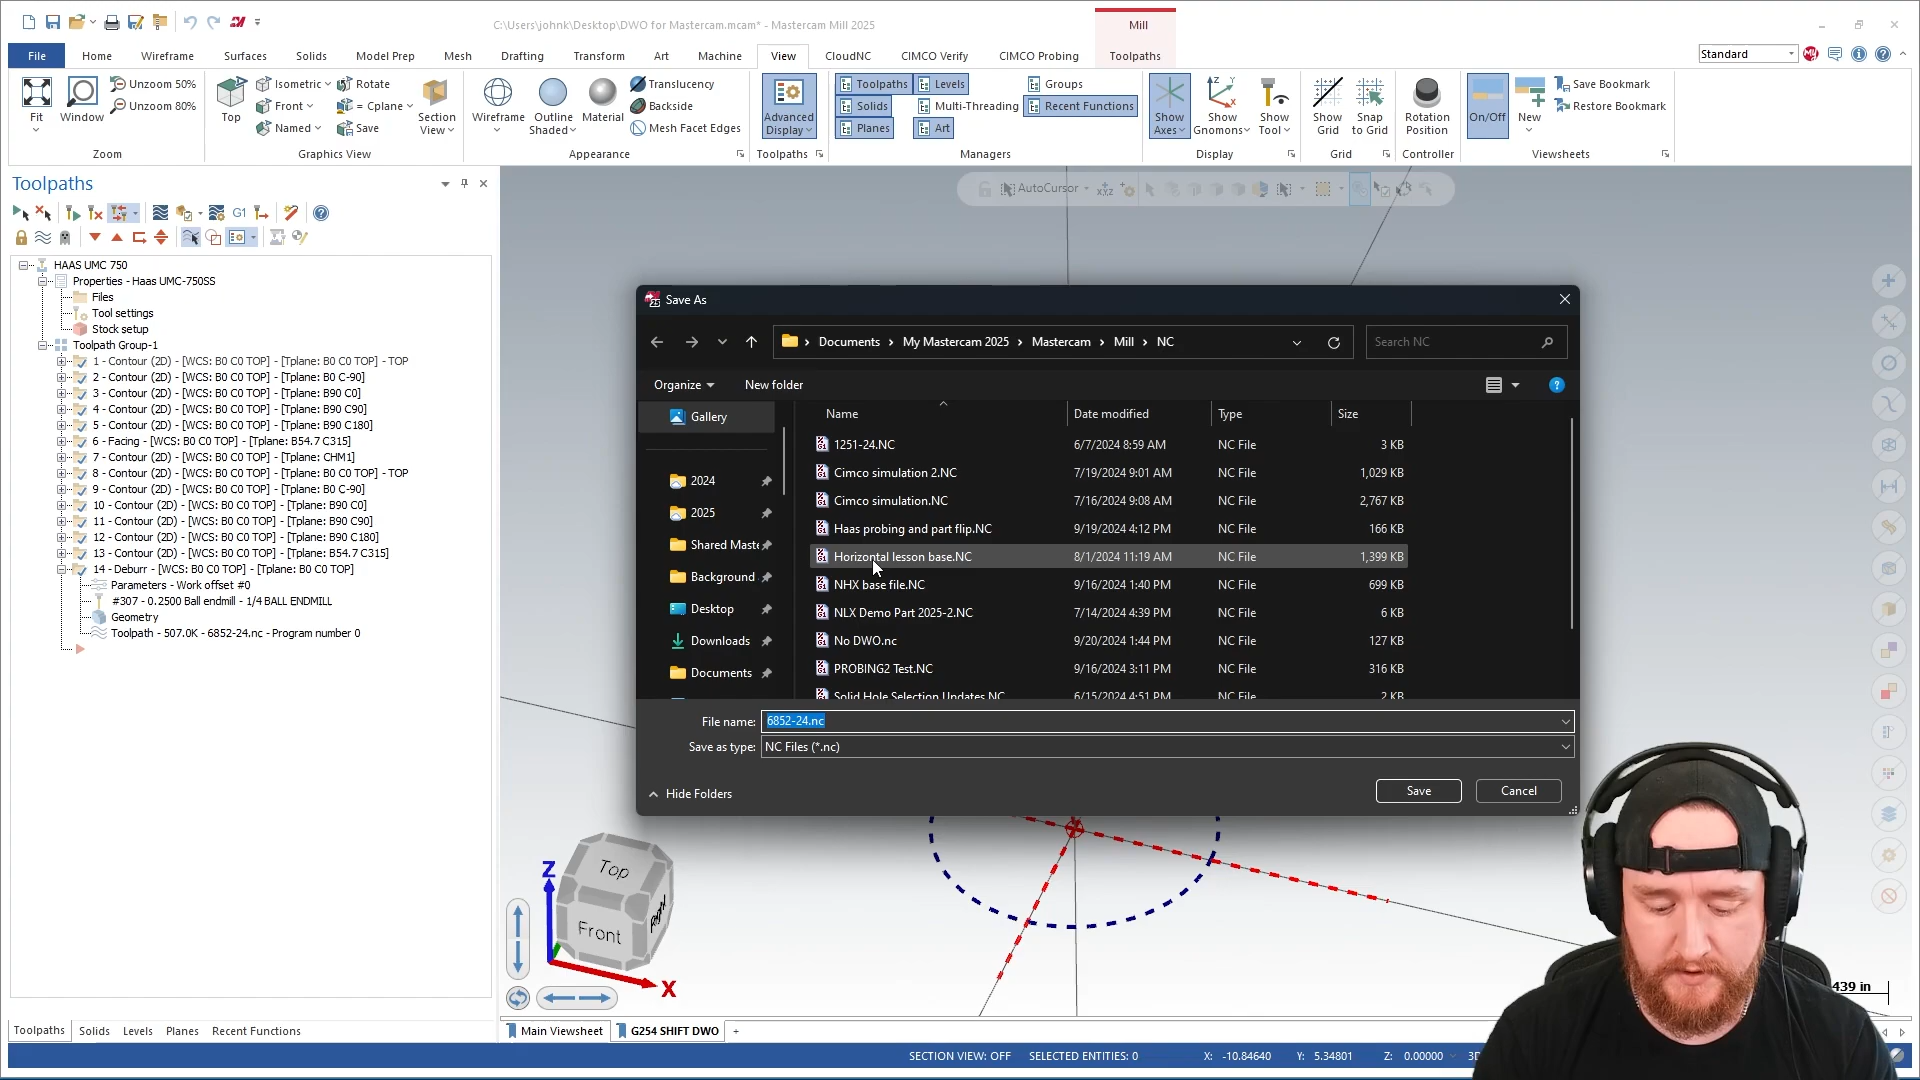 C:\Users\johnk\Desktop\DWO for Mastercam.mcam* - Mastercam Mill 2025
Mill
File Home Wireframe Surfaces Solids Model Prep Mesh Drafting Transform Art Machine View CloudNC CIMCO Verify CIMCO Probing Toolpaths
Standard
Fit
Window
Unzoom 50%
Unzoom 80%
Zoom
Top
Isometric
Front
Named
Rotate
= Cplane
Save
Section View
Graphics View
Wireframe
Outline Shaded
Material
Translucency
Backside
Mesh Facet Edges
Appearance
Advanced Display
Toolpaths
Toolpaths
Solids
Planes
Levels
Multi-Threading
Art
Groups
Recent Functions
Managers
Show Axes
Show Gnomons
Show Tool
Display
Show Grid
Snap to Grid
Grid
Rotation Position
Controller
On/Off
New
Save Bookmark
Restore Bookmark
Viewsheets
Toolpaths
G1
AutoCursor
HAAS UMC 750
Properties - Haas UMC-750SS
Files
Tool settings
Stock setup
Toolpath Group-1
1 - Contour (2D) - [WCS: B0 C0 TOP] - [Tplane: B0 C0 TOP] - TOP
2 - Contour (2D) - [WCS: B0 C0 TOP] - [Tplane: B0 C-90]
3 - Contour (2D) - [WCS: B0 C0 TOP] - [Tplane: B90 C0]
4 - Contour (2D) - [WCS: B0 C0 TOP] - [Tplane: B90 C90]
5 - Contour (2D) - [WCS: B0 C0 TOP] - [Tplane: B90 C180]
6 - Facing - [WCS: B0 C0 TOP] - [Tplane: B54.7 C315]
7 - Contour (2D) - [WCS: B0 C0 TOP] - [Tplane: CHM1]
8 - Contour (2D) - [WCS: B0 C0 TOP] - [Tplane: B0 C0 TOP] - TOP
9 - Contour (2D) - [WCS: B0 C0 TOP] - [Tplane: B0 C-90]
10 - Contour (2D) - [WCS: B0 C0 TOP] - [Tplane: B90 C0]
11 - Contour (2D) - [WCS: B0 C0 TOP] - [Tplane: B90 C90]
12 - Contour (2D) - [WCS: B0 C0 TOP] - [Tplane: B90 C180]
13 - Contour (2D) - [WCS: B0 C0 TOP] - [Tplane: B54.7 C315]
14 - Deburr - [WCS: B0 C0 TOP] - [Tplane: B0 C0 TOP]
Parameters - Work offset #0
#307 - 0.2500 Ball endmill - 1/4 BALL ENDMILL
Geometry
Toolpath - 507.0K - 6852-24.nc - Program number 0
Save As
Documents > My Mastercam 2025 > Mastercam > Mill > NC
Search NC
Organize
New folder
Gallery
2024
2025
Shared Maste
Background
Desktop
Downloads
Documents
Name Date modified Type Size
1251-24.NC 6/7/2024 8:59 AM NC File 3 KB
Cimco simulation 2.NC 7/19/2024 9:01 AM NC File 1,029 KB
Cimco simulation.NC 7/16/2024 9:08 AM NC File 2,767 KB
Haas probing and part flip.NC 9/19/2024 4:12 PM NC File 166 KB
Horizontal lesson base.NC 8/1/2024 11:19 AM NC File 1,399 KB
NHX base file.NC 9/16/2024 1:40 PM NC File 699 KB
NLX Demo Part 2025-2.NC 7/14/2024 4:39 PM NC File 6 KB
No DWO.nc 9/20/2024 1:44 PM NC File 127 KB
PROBING2 Test.NC 9/16/2024 3:11 PM NC File 316 KB
Solid Hole Selection Updates.NC 6/15/2024 4:51 PM NC File 2 KB
File name: 6852-24.nc
Save as type: NC Files (*.nc)
Hide Folders
Save
Cancel
Top
Front
Z
X
439 in
Toolpaths Solids Levels Planes Recent Functions
Main Viewsheet
G254 SHIFT DWO
+
SECTION VIEW: OFF SELECTED ENTITIES: 0 X: -10.84640 Y: 5.34801 Z: 0.00000